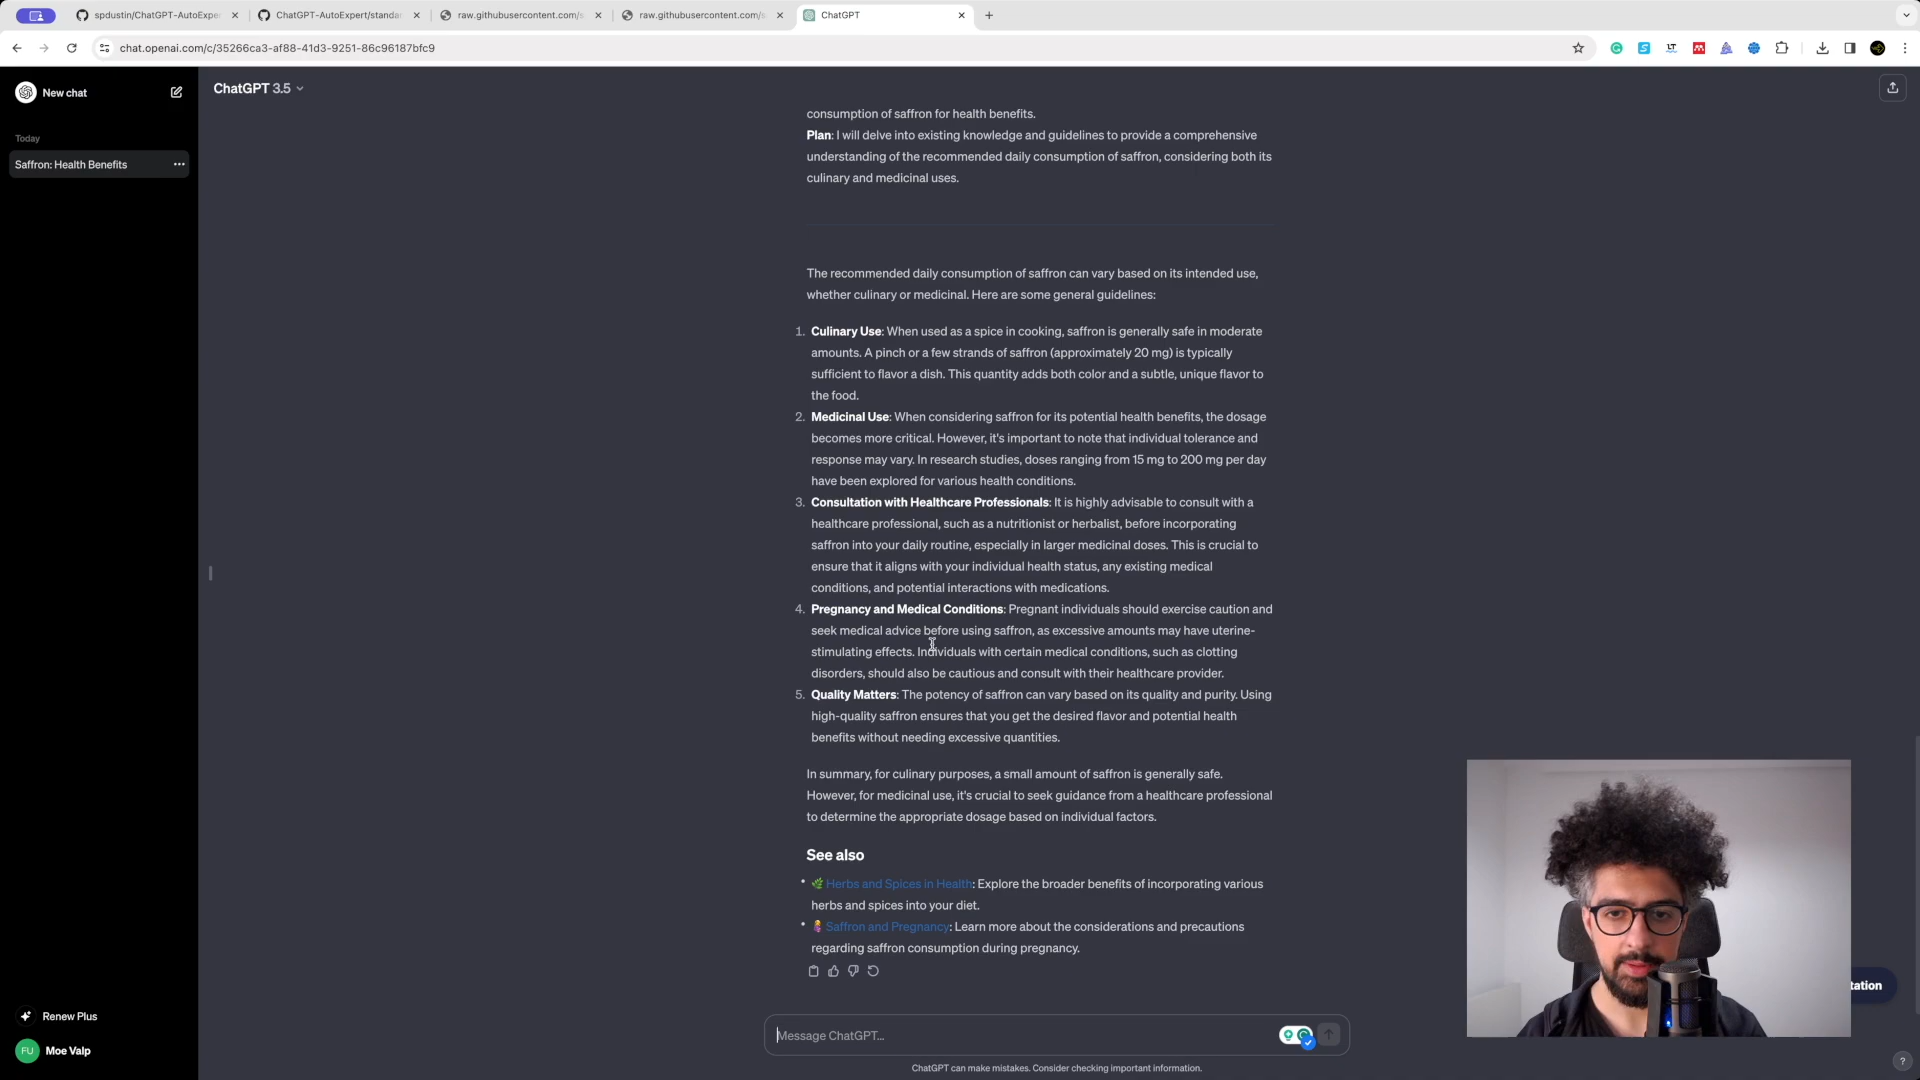 spdustin/ChatGPT-AutoExper
ChatGPT-AutoExpert/standar
raw.githubusercontent.com/s
raw.githubusercontent.com/s
ChatGPT
chat.openai.com/c/35266ca3-af88-41d3-9251-86c96187bfc9
New chat
ChatGPT 3.5
Today
Saffron: Health Benefits
consumption of saffron for health benefits.
Plan: I will delve into existing knowledge and guidelines to provide a comprehensive
understanding of the recommended daily consumption of saffron, considering both its
culinary and medicinal uses.
The recommended daily consumption of saffron can vary based on its intended use,
whether culinary or medicinal. Here are some general guidelines:
1. Culinary Use: When used as a spice in cooking, saffron is generally safe in moderate
amounts. A pinch or a few strands of saffron (approximately 20 mg) is typically
sufficient to flavor a dish. This quantity adds both color and a subtle, unique flavor to
the food.
2. Medicinal Use: When considering saffron for its potential health benefits, the dosage
becomes more critical. However, it's important to note that individual tolerance and
response may vary. In research studies, doses ranging from 15 mg to 200 mg per day
have been explored for various health conditions.
3. Consultation with Healthcare Professionals: It is highly advisable to consult with a
healthcare professional, such as a nutritionist or herbalist, before incorporating
saffron into your daily routine, especially in larger medicinal doses. This is crucial to
ensure that it aligns with your individual health status, any existing medical
conditions, and potential interactions with medications.
4. Pregnancy and Medical Conditions: Pregnant individuals should exercise caution and
seek medical advice before using saffron, as excessive amounts may have uterine-
stimulating effects. Individuals with certain medical conditions, such as clotting
disorders, should also be cautious and consult with their healthcare provider.
5. Quality Matters: The potency of saffron can vary based on its quality and purity. Using
high-quality saffron ensures that you get the desired flavor and potential health
benefits without needing excessive quantities.
In summary, for culinary purposes, a small amount of saffron is generally safe.
However, for medicinal use, it's crucial to seek guidance from a healthcare professional
to determine the appropriate dosage based on individual factors.
See also
• 🌿 Herbs and Spices in Health: Explore the broader benefits of incorporating various
herbs and spices into your diet.
• 🤰 Saffron and Pregnancy: Learn more about the considerations and precautions
regarding saffron consumption during pregnancy.
tation
Renew Plus
FU Moe Valp
Message ChatGPT...
ChatGPT can make mistakes. Consider checking important information.
?